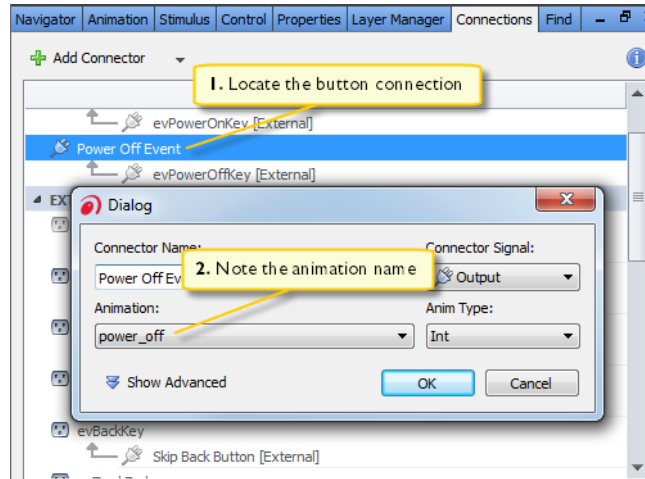 Navigator Animation Stimulus Control Properties Layer Manager Connections Find
Add Connector
1. Locate the button connection
evPowerOnKey [External]
Power Off Event
evPowerOffKey [External]
Dialog
Connector Name: Connector Signal:
Power Off 2. Note the animation name Output
Animation: Anim Type:
power_off Int
Show Advanced OK Cancel
evBackKey
Skip Back Button [External]